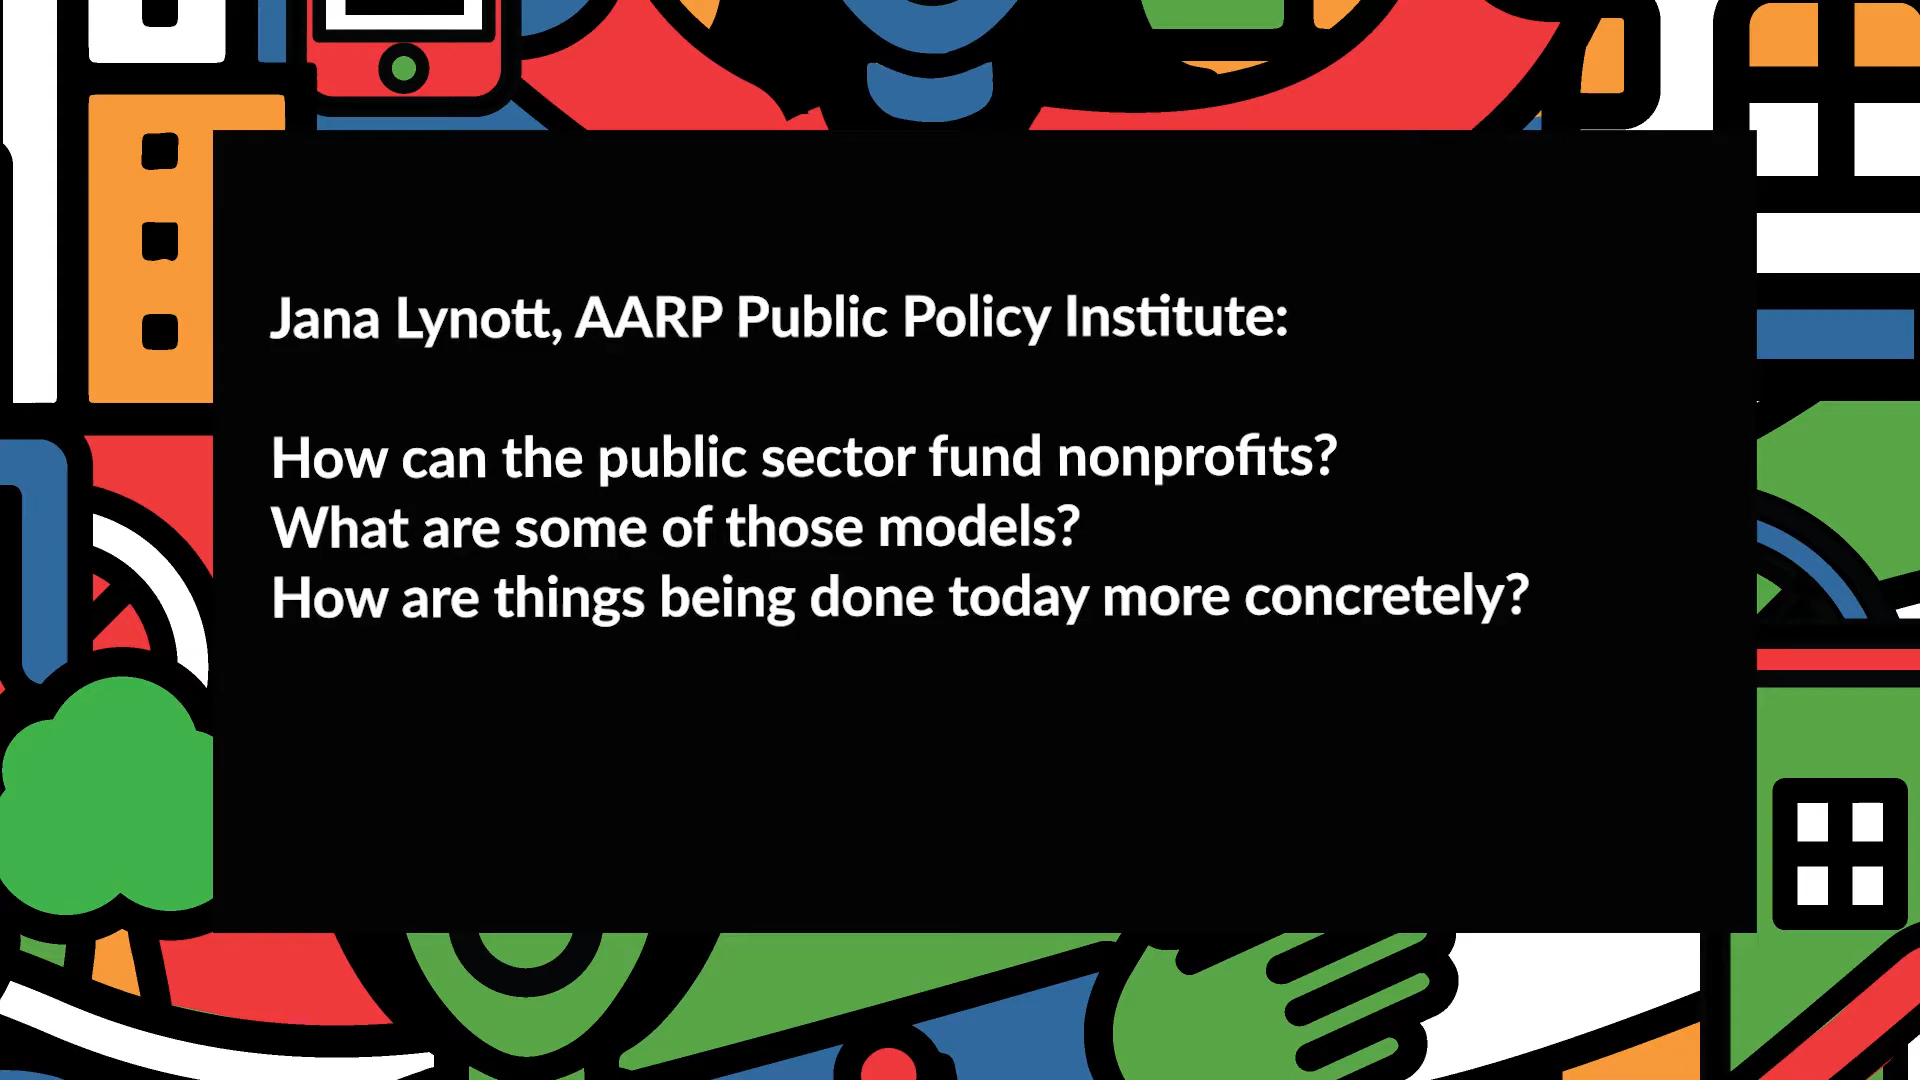 Jana Lynott, AARP Public Policy Institute:
How can the public sector fund nonprofits?
What are some of those models?
How are things being done today more concretely?